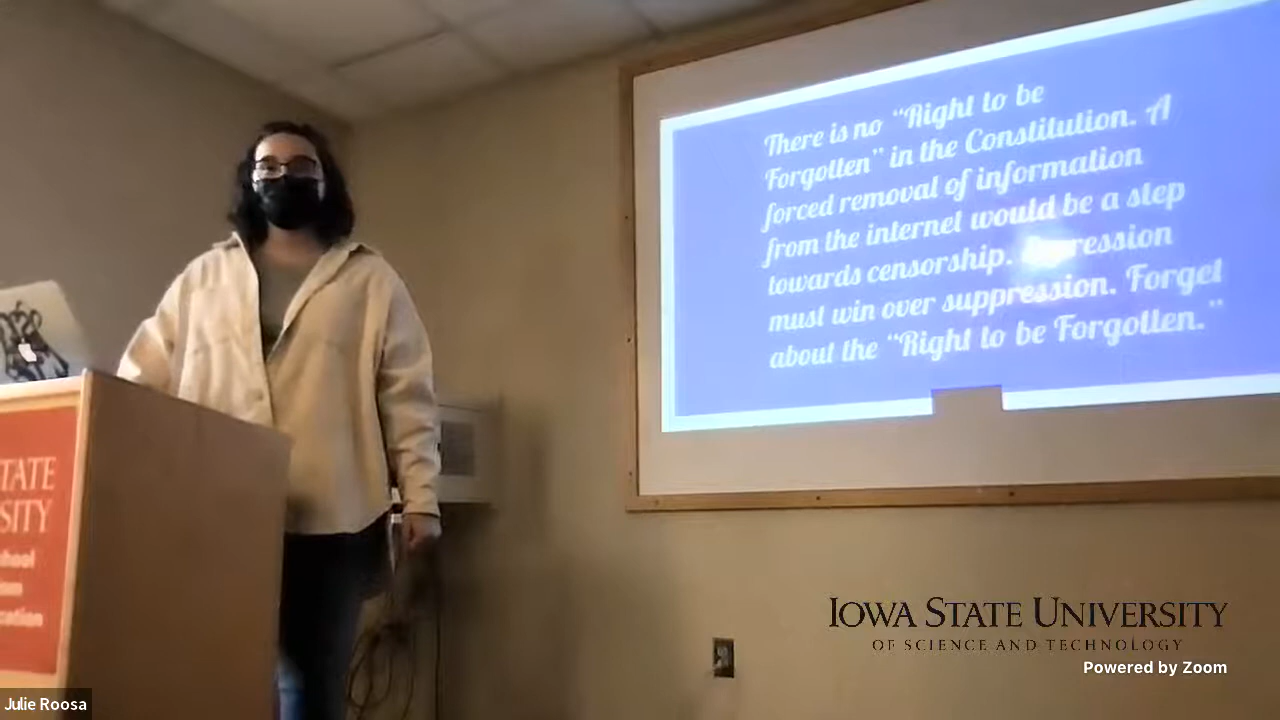 There is no “Right to be
Forgotten” in the Constitution. A
forced removal of information
from the internet would be a step
towards censorship.
must win over suppression. Forget
about the “Right to be Forgotten.”
TATE
SITY
IOWA STATE UNIVERSITY
OF SCIENCE AND TECHNOLOGY
Powered by Zoom
Julie Roosa